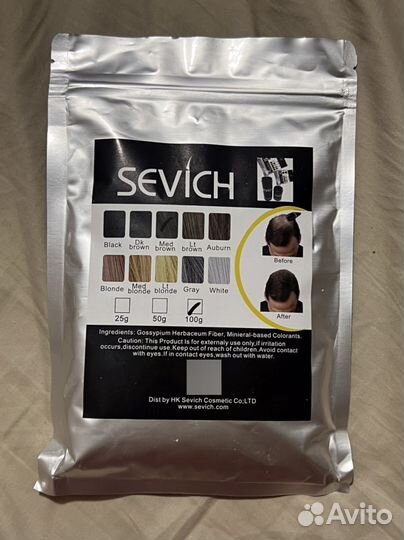 SEVICH
Black Dk brown Med brown Lt brown Auburn
Blonde Med blonde Lt blonde Gray White
Before
After
25g 50g 100g
Ingredients: Gossypium Herbaceum Fiber, Minieral-based Colorants.
Caution: This Product Is for externaly use only,if irritation
occurs,discontinue use.Keep out of reach of children.Avoid contact
with eyes.If in contact eyes,wash out with water.
Dist by HK Sevich Cosmetic Co;LTD
www.sevich.com
Avito